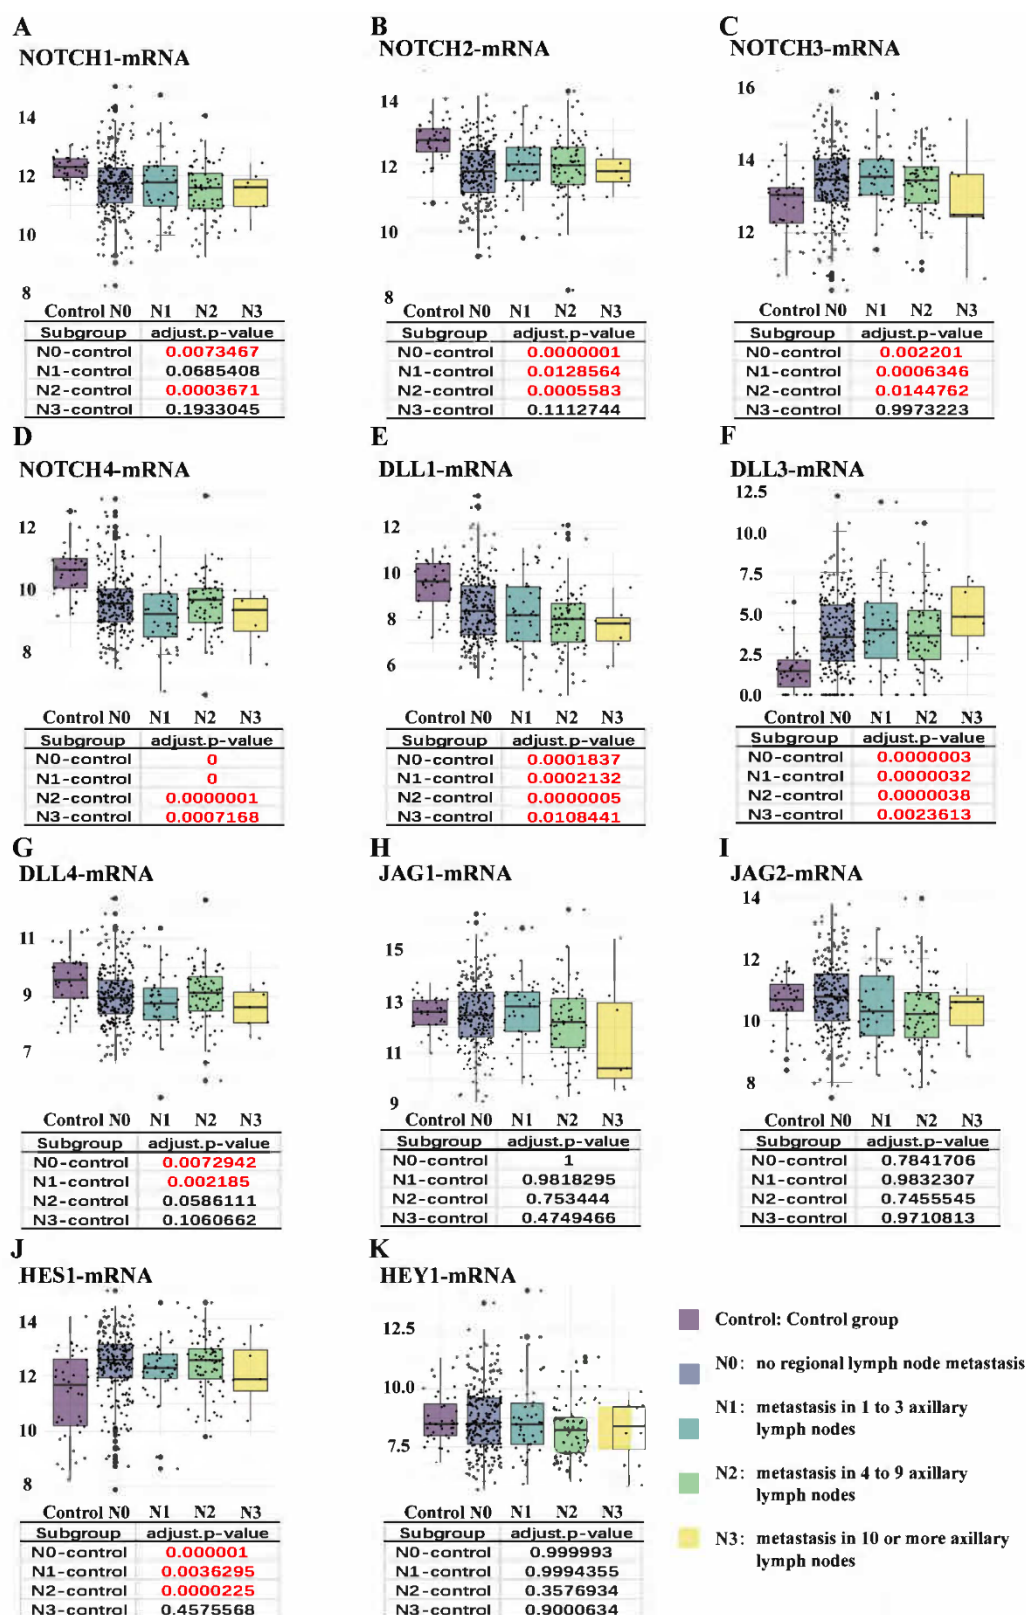 A
NOTCH1-mRNA
14
12
10
8
Control N0 N1 N2 N3
Subgroup adjust.p-value
N0-control 0.0073467
N1-control 0.0685408
N2-control 0.0003671
N3-control 0.1933045
B
NOTCH2-mRNA
14
12
10
8
Control N0 N1 N2 N3
Subgroup adjust.p-value
N0-control 0.0000001
N1-control 0.0128564
N2-control 0.0005583
N3-control 0.1112744
C
NOTCH3-mRNA
16
14
12
Control N0 N1 N2 N3
Subgroup adjust.p-value
N0-control 0.002201
N1-control 0.0006346
N2-control 0.0144762
N3-control 0.9973223
D
NOTCH4-mRNA
12
10
8
Control N0 N1 N2 N3
Subgroup adjust.p-value
N0-control 0
N1-control 0
N2-control 0.0000001
N3-control 0.0007168
E
DLL1-mRNA
12
10
8
6
Control N0 N1 N2 N3
Subgroup adjust.p-value
N0-control 0.0001837
N1-control 0.0002132
N2-control 0.0000005
N3-control 0.0108441
F
DLL3-mRNA
12.5
10.0
7.5
5.0
2.5
0.0
Control N0 N1 N2 N3
Subgroup adjust.p-value
N0-control 0.0000003
N1-control 0.0000032
N2-control 0.0000038
N3-control 0.0023613
G
DLL4-mRNA
11
9
7
Control N0 N1 N2 N3
Subgroup adjust.p-value
N0-control 0.0072942
N1-control 0.002185
N2-control 0.0586111
N3-control 0.1060662
H
JAG1-mRNA
15
13
11
9
Control N0 N1 N2 N3
Subgroup adjust.p-value
N0-control 1
N1-control 0.9818295
N2-control 0.753444
N3-control 0.4749466
I
JAG2-mRNA
14
12
10
8
Control N0 N1 N2 N3
Subgroup adjust.p-value
N0-control 0.7841706
N1-control 0.9832307
N2-control 0.7455545
N3-control 0.9710813
J
HES1-mRNA
14
12
10
8
Control N0 N1 N2 N3
Subgroup adjust.p-value
N0-control 0.000001
N1-control 0.0036295
N2-control 0.0000225
N3-control 0.4575568
K
HEY1-mRNA
12.5
10.0
7.5
Control N0 N1 N2 N3
Subgroup adjust.p-value
N0-control 0.999993
N1-control 0.9994355
N2-control 0.3576934
N3-control 0.9000634
Control: Control group
N0: no regional lymph node metastasis
N1: metastasis in 1 to 3 axillary
lymph nodes
N2: metastasis in 4 to 9 axillary
lymph nodes
N3: metastasis in 10 or more axillary
lymph nodes